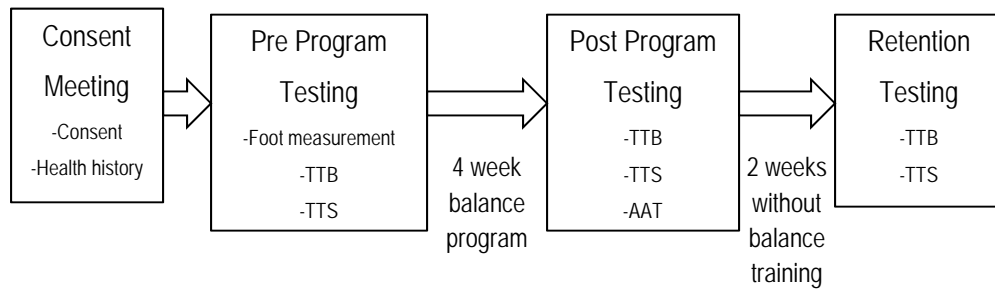 Consent
Meeting
-Consent
-Health history
Pre Program
Testing
-Foot measurement
-TTB
-TTS
4 week
balance
program
Post Program
Testing
-TTB
-TTS
-AAT
2 weeks
without
balance
training
Retention
Testing
-TTB
-TTS